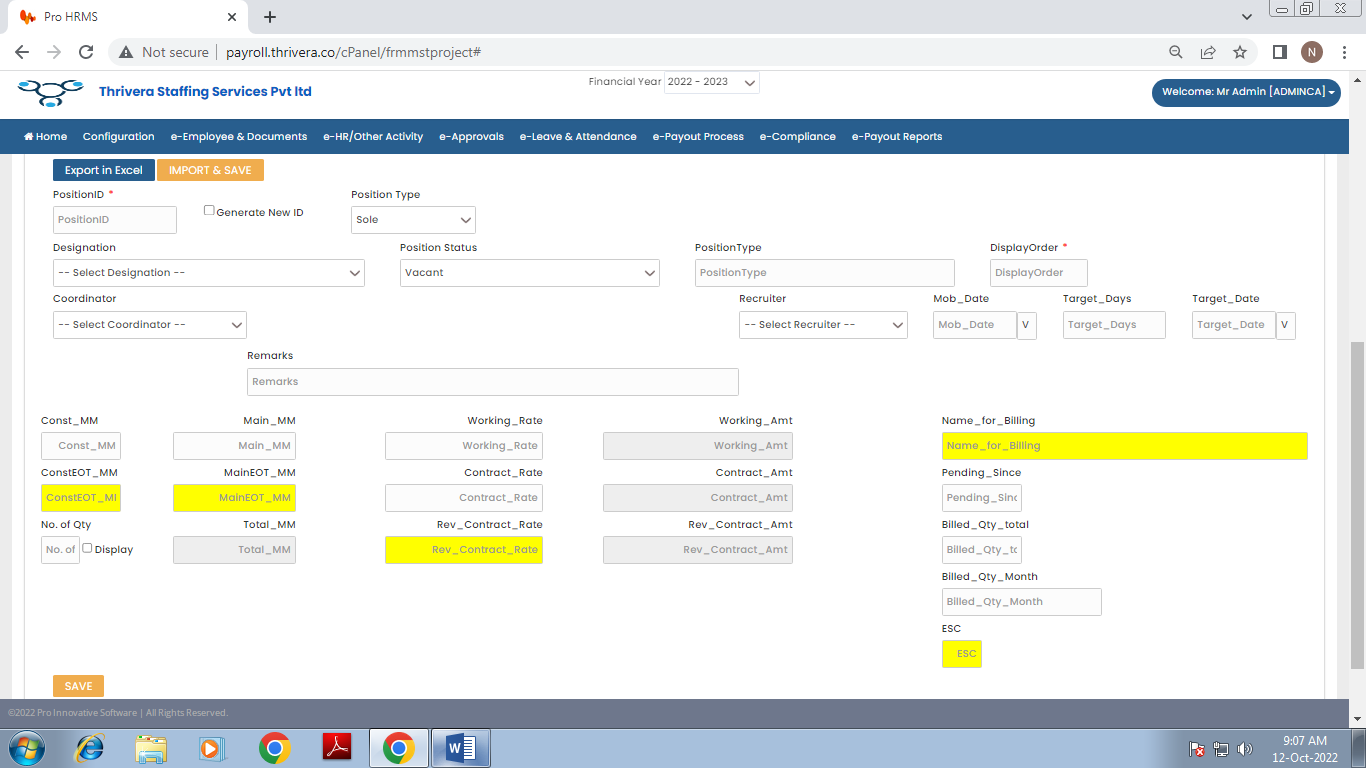 Pro HRMS
Not secure | payroll.thrivera.co/cPanel/frmmstproject#
N
Thrivera Staffing Services Pvt ltd
Financial Year 2022 - 2023
Welcome: Mr Admin [ADMINCA]
Home Configuration e-Employee & Documents e-HR/Other Activity e-Approvals e-Leave & Attendance e-Payout Process e-Compliance e-Payout Reports
Export in Excel IMPORT & SAVE
PositionID * Position Type
PositionID Generate New ID Sole
Designation Position Status PositionType DisplayOrder *
-- Select Designation -- Vacant PositionType DisplayOrder
Coordinator Recruiter Mob_Date Target_Days Target_Date
-- Select Coordinator -- -- Select Recruiter -- Mob_Date V Target_Days Target_Date V
Remarks
Remarks
Const_MM Main_MM Working_Rate Working_Amt Name_for_Billing
Const_MM Main_MM Working_Rate Working_Amt Name_for_Billing
ConstEOT_MM MainEOT_MM Contract_Rate Contract_Amt Pending_Since
ConstEOT_MI MainEOT_MM Contract_Rate Contract_Amt Pending_Sinc
No. of Qty Total_MM Rev_Contract_Rate Rev_Contract_Amt Billed_Qty_total
No. of Display Total_MM Rev_Contract_Rate Rev_Contract_Amt Billed_Qty_tc
Billed_Qty_Month
Billed_Qty_Month
ESC
ESC
SAVE
©2022 Pro Innovative Software | All Rights Reserved.
9:07 AM
12-Oct-2022